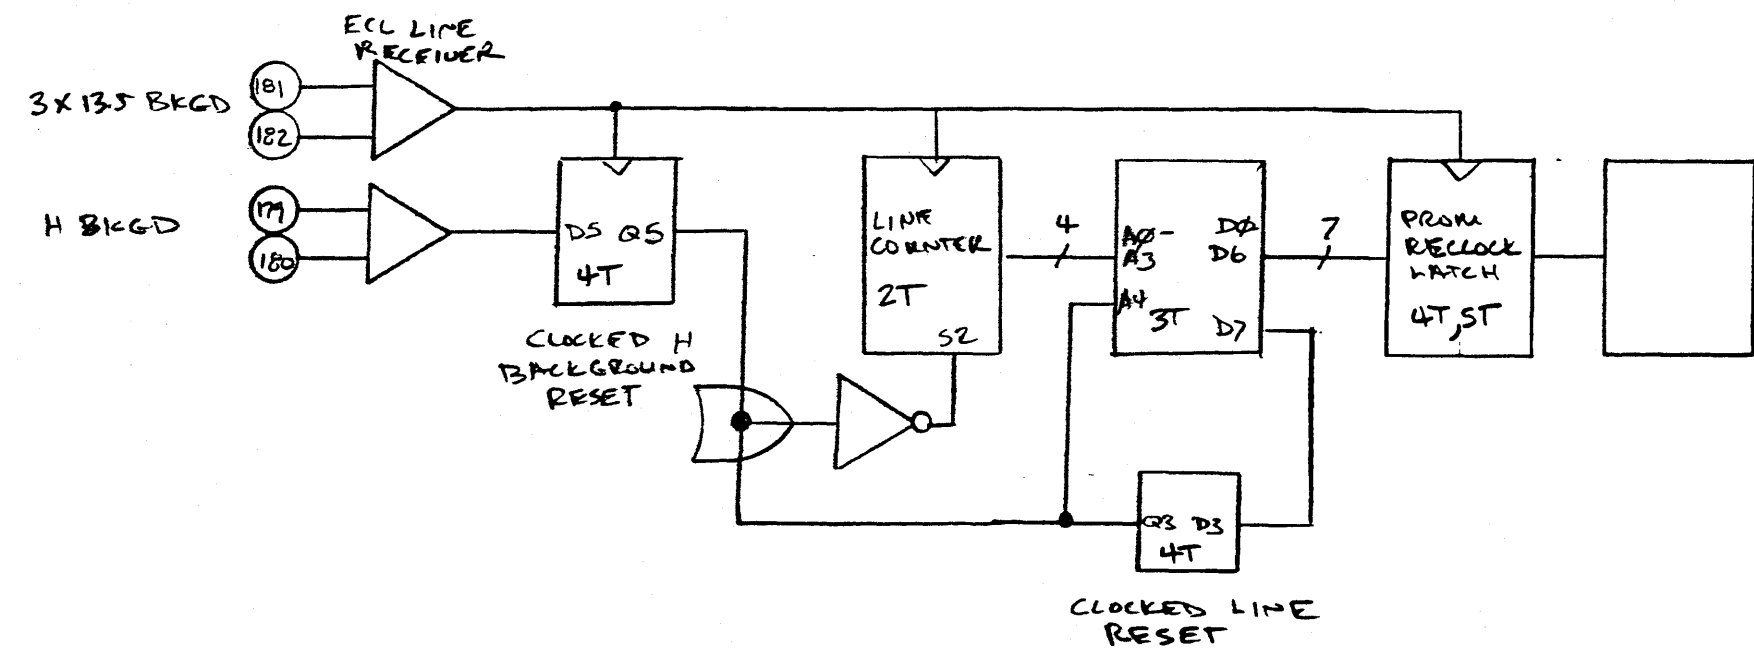 ECL LINE
RECEIVER
3 X 13.5 BKGD
181
182
H BKGD
179
180
D5 Q5
4T
CLOCKED H
BACKGROUND
RESET
LINE
COUNTER
2T
S2
4
A0-
A3
A4
3T
D0
D6
D7
7
PROM
RECLOCK
LATCH
4T, 5T
Q3 D3
4T
CLOCKED LINE
RESET